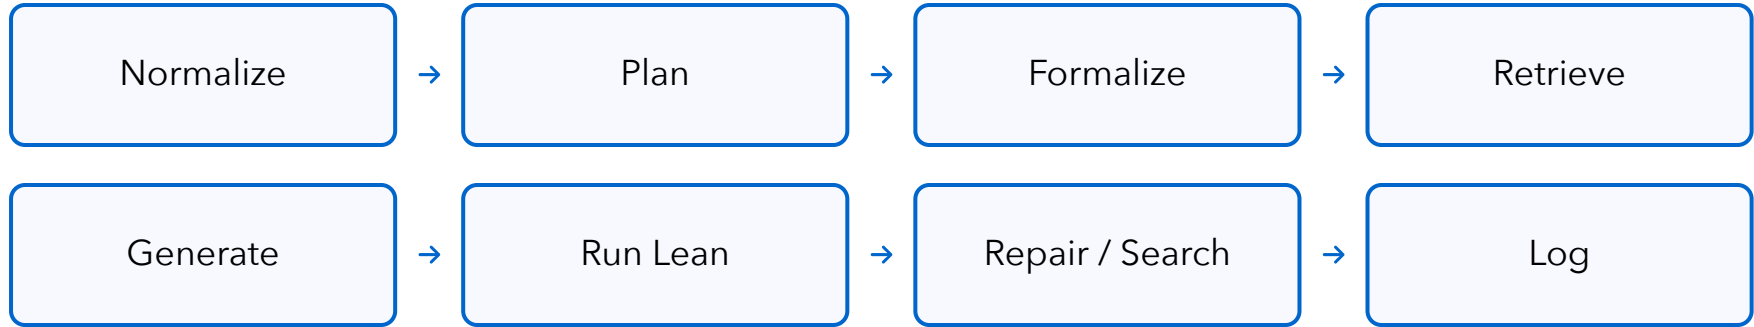 Normalize → Plan → Formalize → Retrieve
Generate → Run Lean → Repair / Search → Log